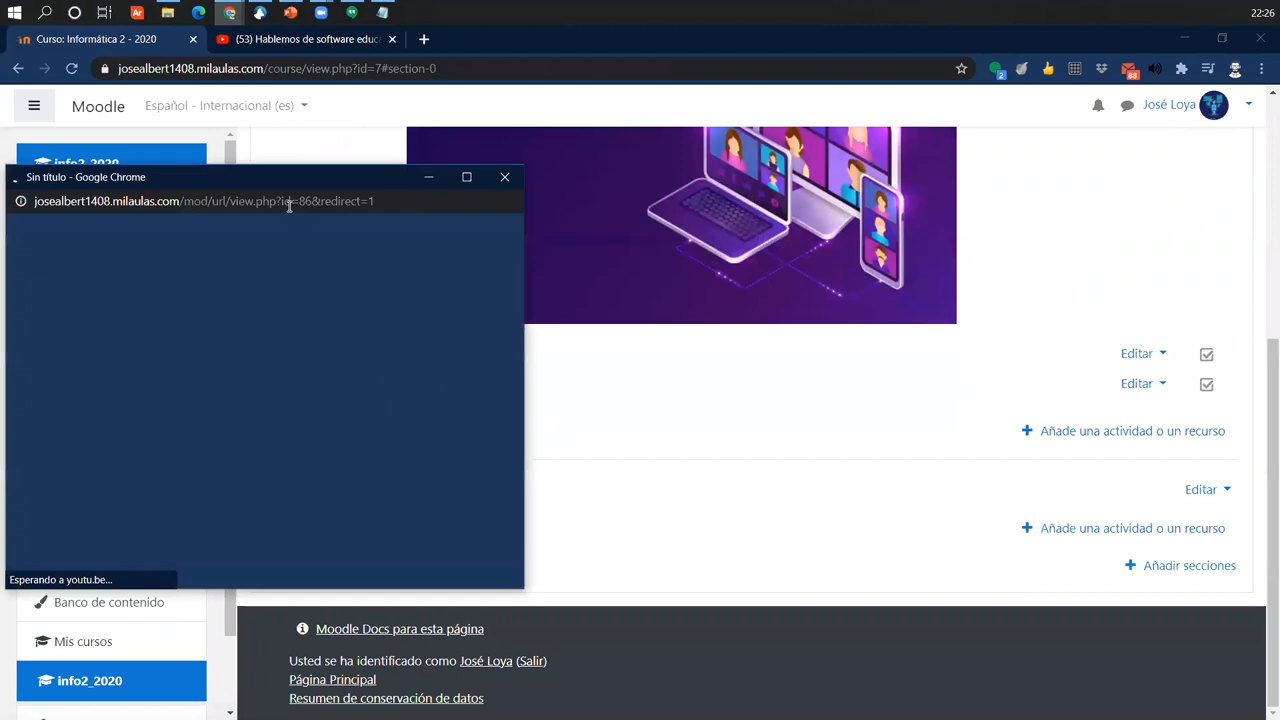 22:26
Curso: Informática 2 - 2020
(53) Hablemos de software educ
josealbert1408.milaulas.com/course/view.php?id=7#section-0
2
88
Moodle
Español - Internacional (es)
José Loya
info2_2020
Sin título - Google Chrome
josealbert1408.milaulas.com/mod/url/view.php?id=86&redirect=1
Editar
Editar
Añade una actividad o un recurso
Editar
Añade una actividad o un recurso
Añadir secciones
Esperando a youtu.be...
Banco de contenido
Mis cursos
info2_2020
Moodle Docs para esta página
Usted se ha identificado como José Loya (Salir)
Página Principal
Resumen de conservación de datos